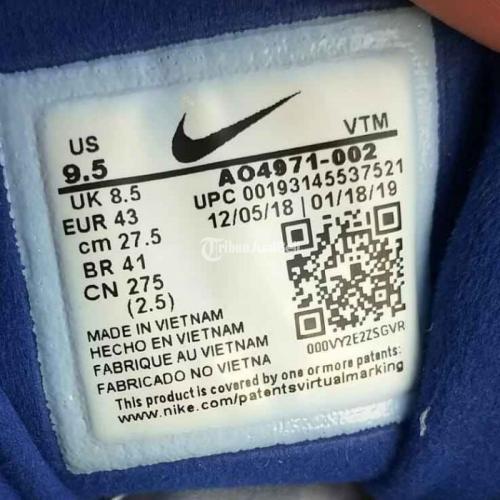 US
9.5
UK 8.5
EUR 43
cm 27.5
BR 41
CN 275
(2.5)
VTM
AO4971-002
UPC 00193145537521
12/05/18 | 01/18/19
000VY2E2ZSGVR
MADE IN VIETNAM
HECHO EN VIETNAM
FABRIQUE AU VIETNAM
FABRICADO NO VIETNA
This product is covered by one or more patents:
www.nike.com/patentsvirtualmarking